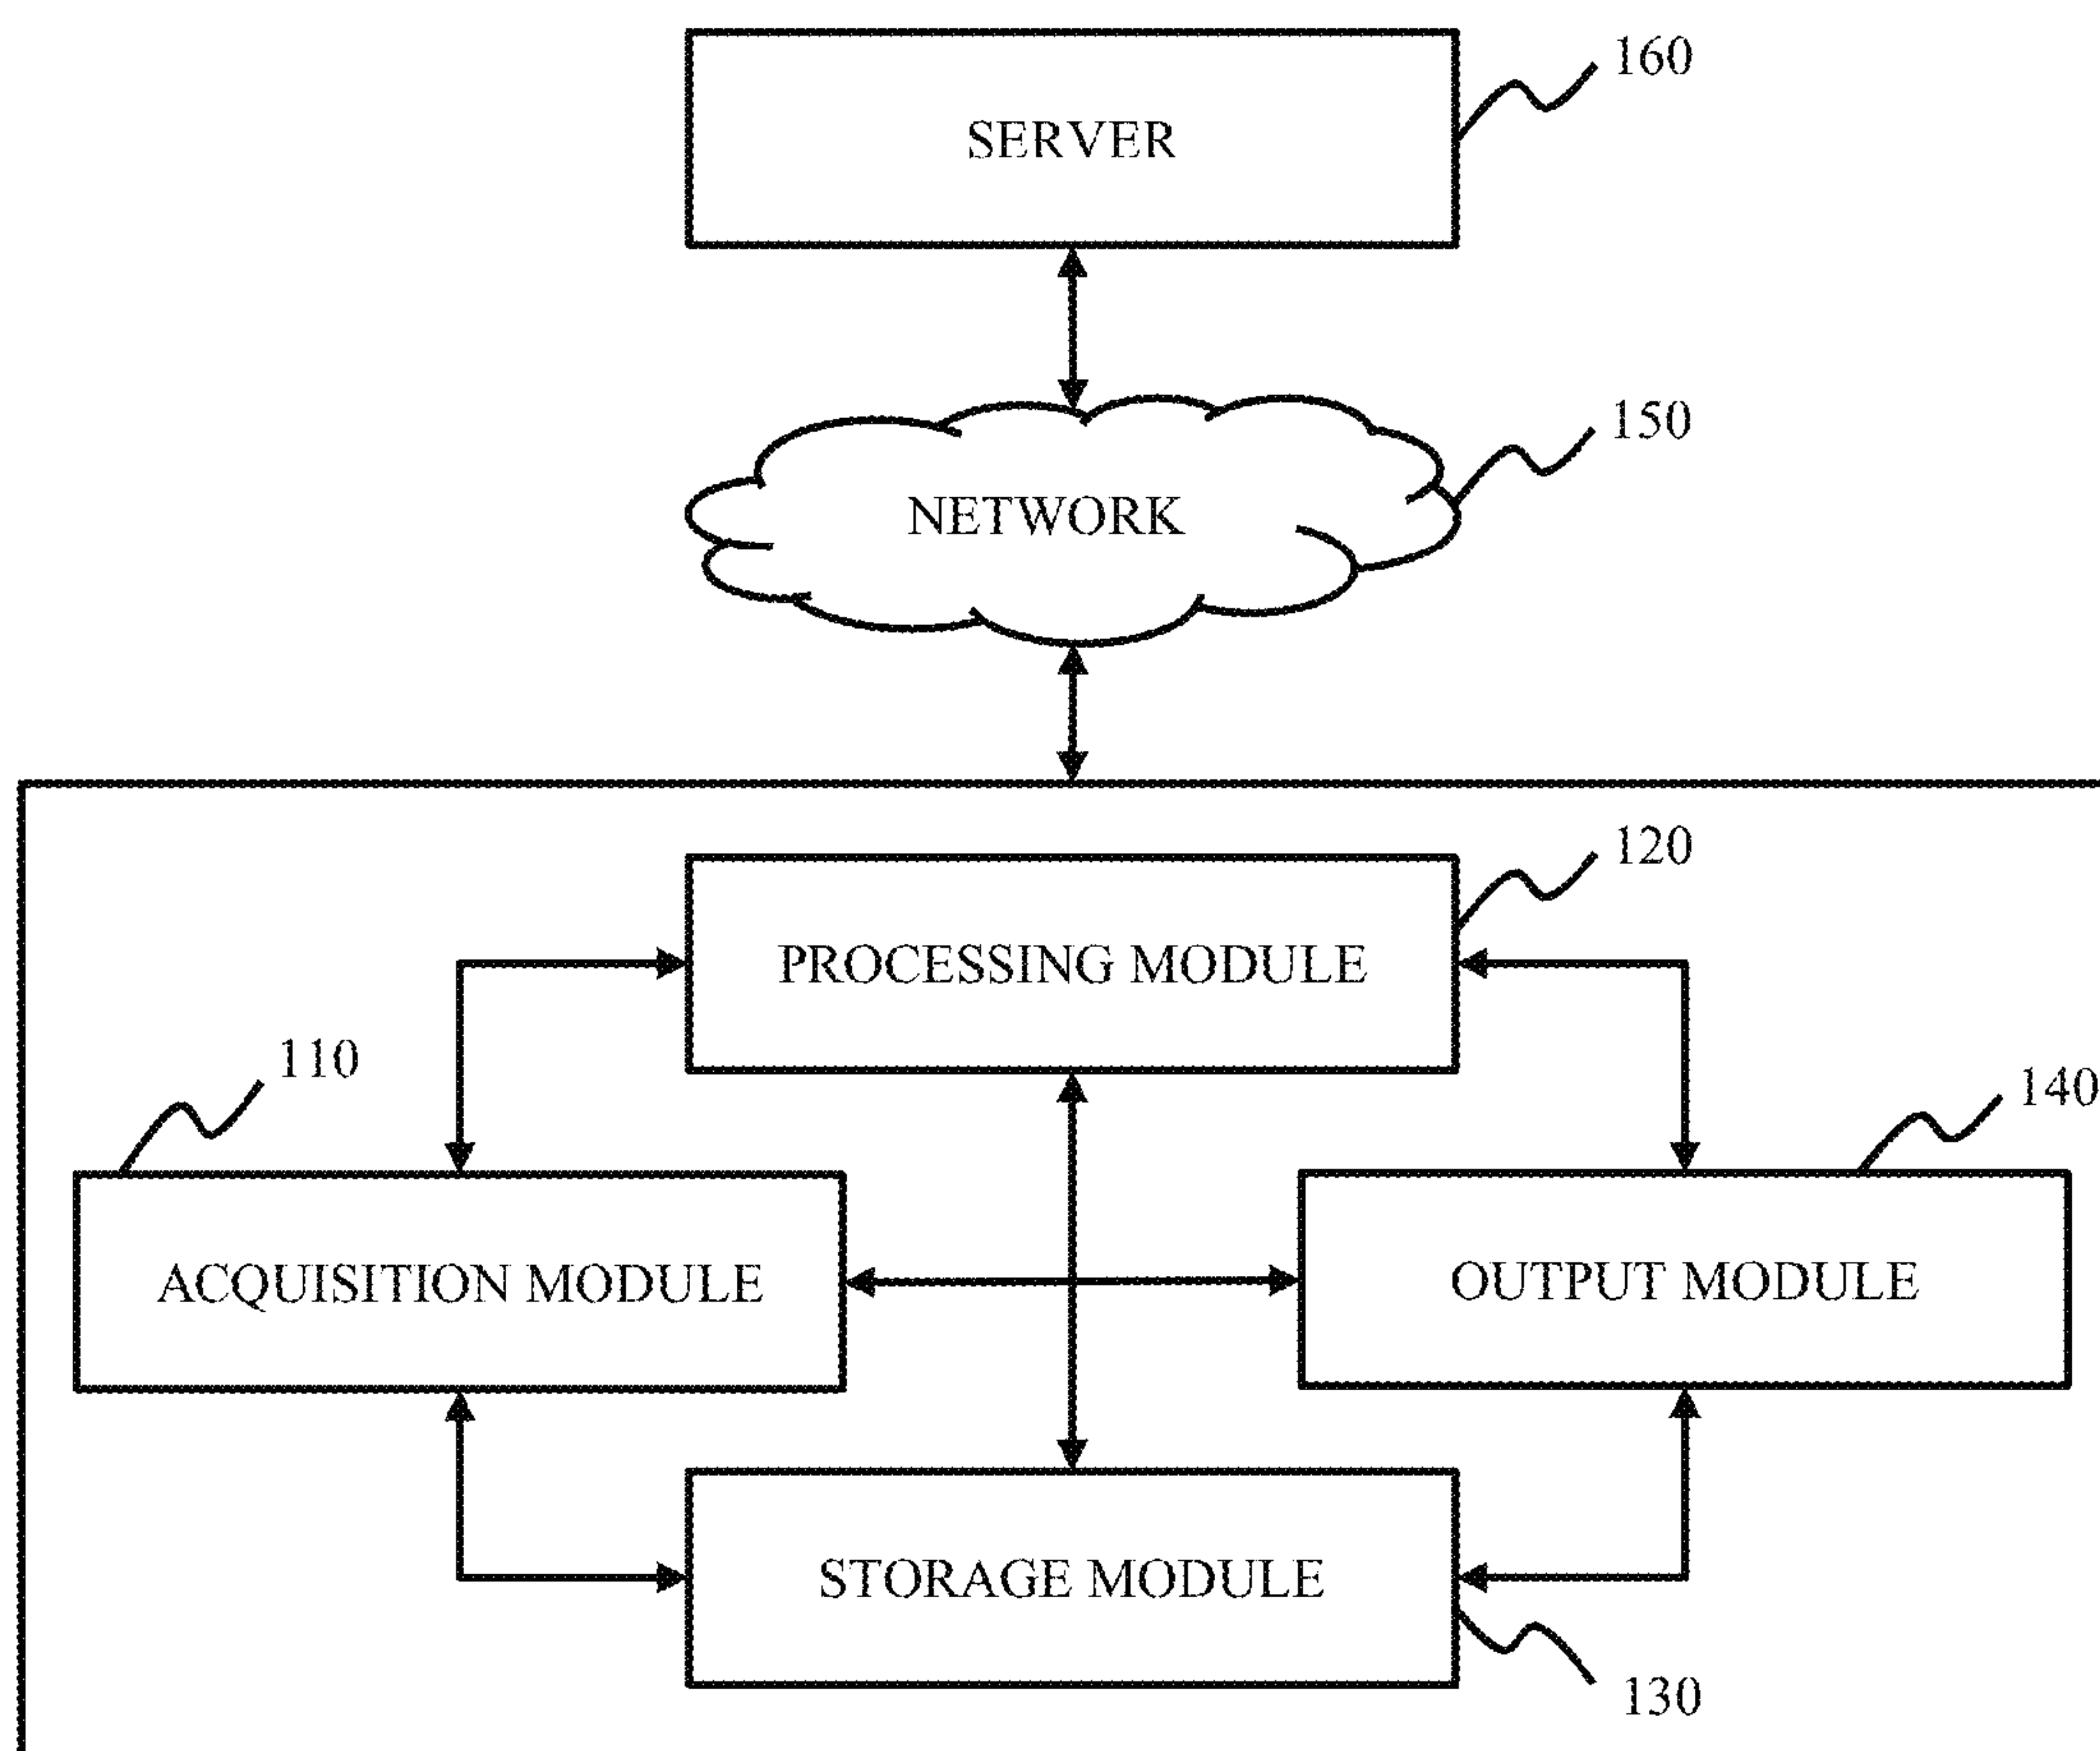 160
SERVER
150
NETWORK
120
PROCESSING MODULE
110
140
ACQUISITION MODULE
OUTPUT MODULE
STORAGE MODULE
130